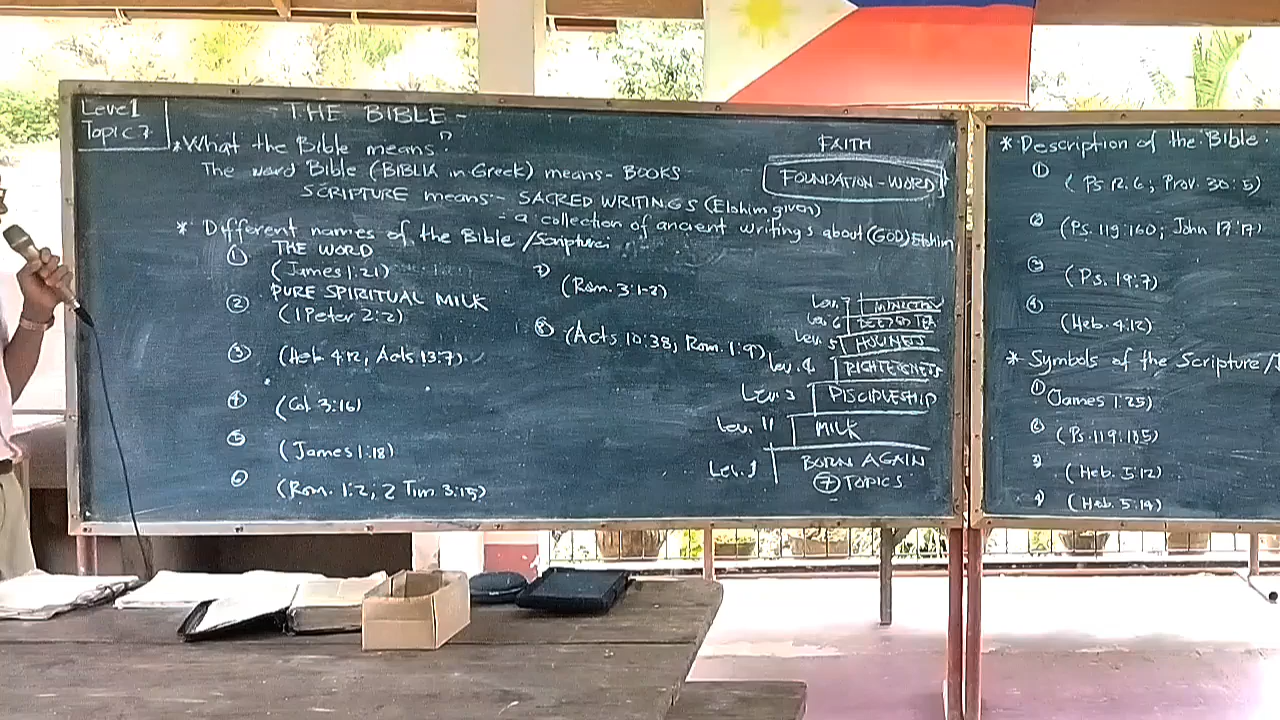 Level 1
Topic 7
- THE BIBLE -
* What the Bible means?
The word Bible (BIBLIA in Greek) means - BOOKS
SCRIPTURE means - SACRED WRITINGS (Elohim given)
- a collection of ancient writings about (GOD) Elohim
* Different names of the Bible / Scripture:
① THE WORD
(James 1:21)
② PURE SPIRITUAL MILK
(1 Peter 2:2)
③ (Heb. 4:12, Acts 13:7)
④ (Col. 3:16)
⑤ (James 1:18)
⑥ (Rom. 1:2; 2 Tim. 3:15)
7) (Rom. 3:1-2)
⑧ (Acts 10:38; Rom. 1:9)
FAITH
FOUNDATION - WORD
Lev. 7 MINISTRY
Lev. 6
Lev. 5 HOLINESS
Lev. 4
Lev. 3 DISCIPLESHIP
Lev. 11 MILK
Lev. 1 BORN AGAIN
⑦ TOPICS
* Description of the Bible.
① (Ps 12:6; Prov. 30:5)
② (Ps. 119:160; John 17:17)
③ (Ps. 19:7)
④ (Heb. 4:12)
* Symbols of the Scripture /
① (James 1:25)
② (Ps. 119:105)
3) (Heb. 5:12)
4) (Heb. 5:14)